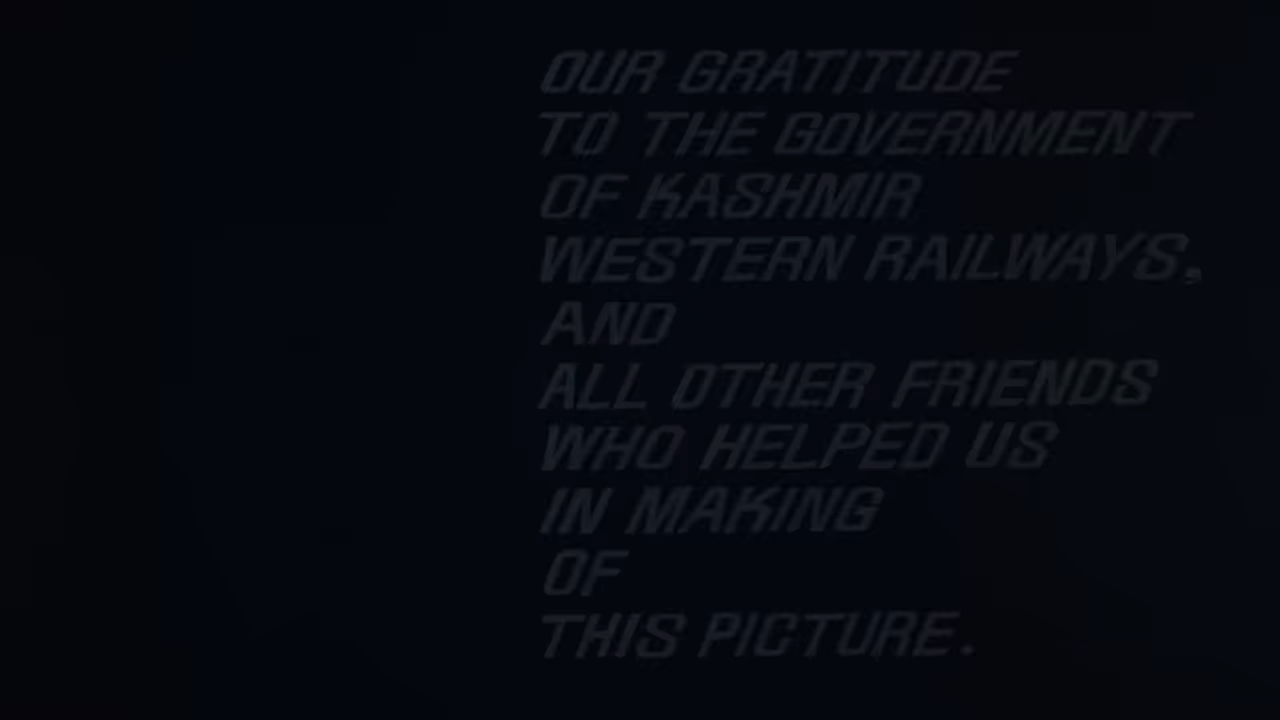 OUR GRATITUDE
TO THE GOVERNMENT
OF KASHMIR
WESTERN RAILWAYS,
AND
ALL OTHER FRIENDS
WHO HELPED US
IN MAKING
OF
THIS PICTURE.